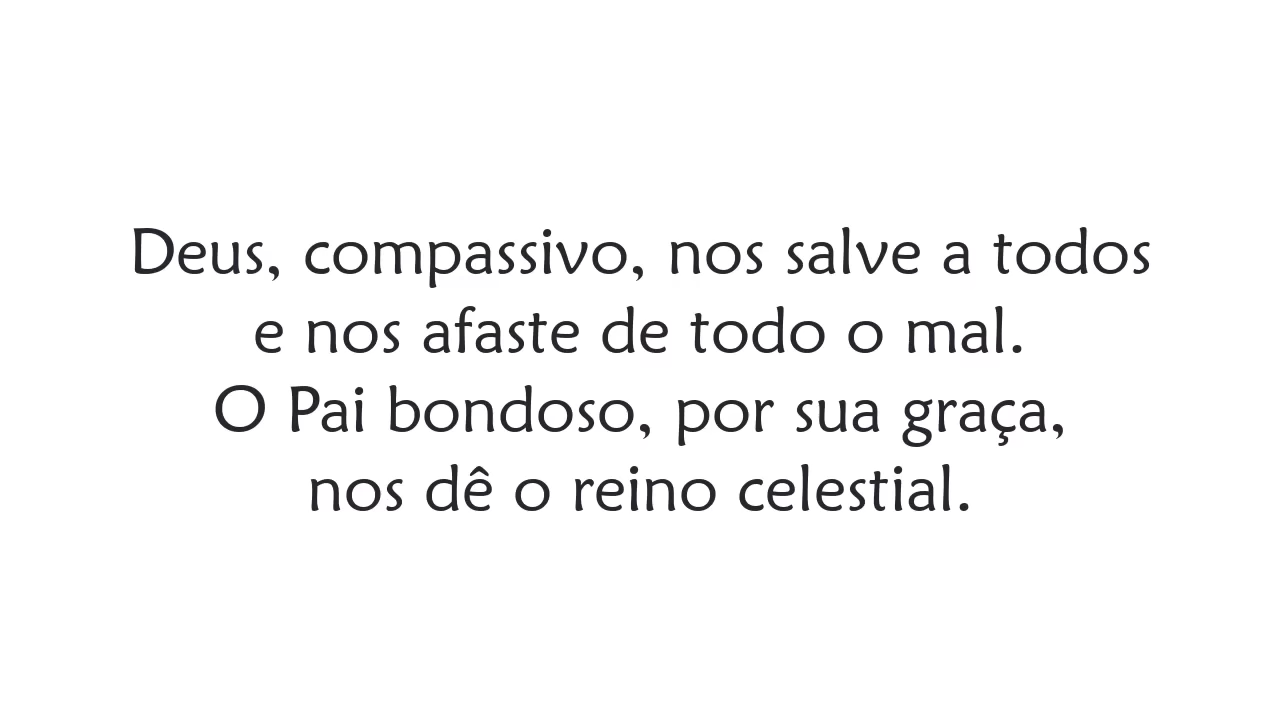 Deus, compassivo, nos salve a todos
e nos afaste de todo o mal.
O Pai bondoso, por sua graça,
nos dê o reino celestial.